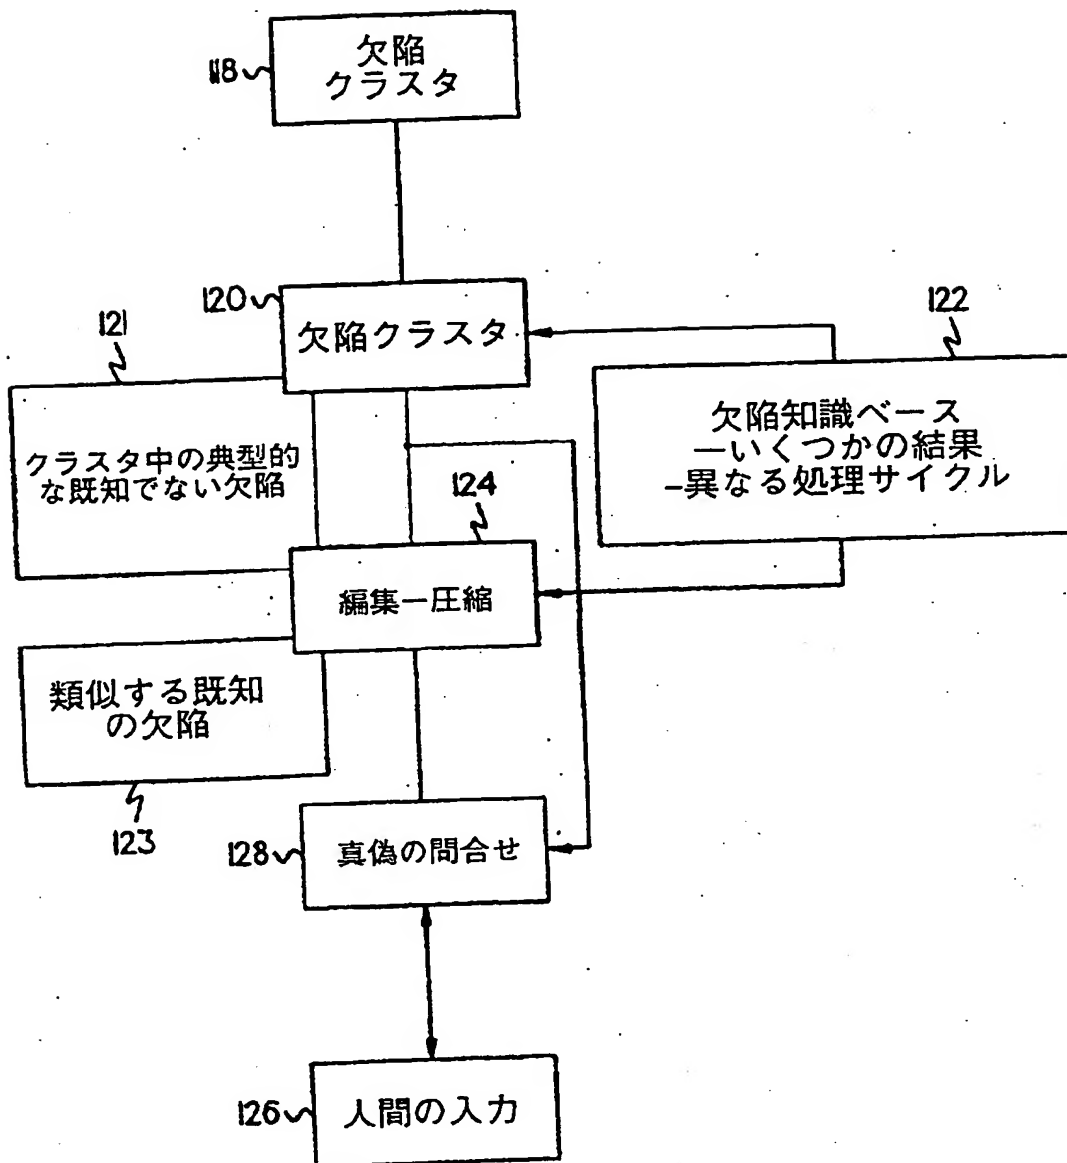 118
欠陥
クラスタ
120
欠陥クラスタ
121
122
クラスタ中の典型的
な既知でない欠陥
欠陥知識ベース
—いくつかの結果
-異なる処理サイクル
124
編集—圧縮
類似する既知
の欠陥
123
128
真偽の問合せ
126
人間の入力